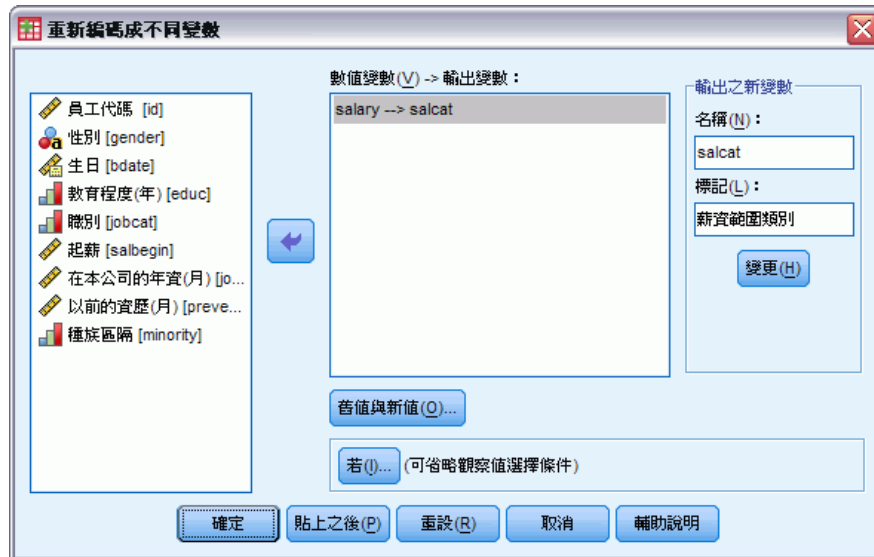 重新編碼成不同變數
員工代碼 [id]
性別 [gender]
生日 [bdate]
教育程度(年) [educ]
職別 [jobcat]
起薪 [salbegin]
在本公司的年資(月) [jo...
以前的資歷(月) [preve...
種族區隔 [minority]
數值變數(V) -> 輸出變數：
salary --> salcat
輸出之新變數
名稱(N)：
salcat
標記(L)：
薪資範圍類別
變更(H)
舊值與新值(O)...
若(I)... (可省略觀察值選擇條件)
確定 貼上之後(P) 重設(R) 取消 輔助說明